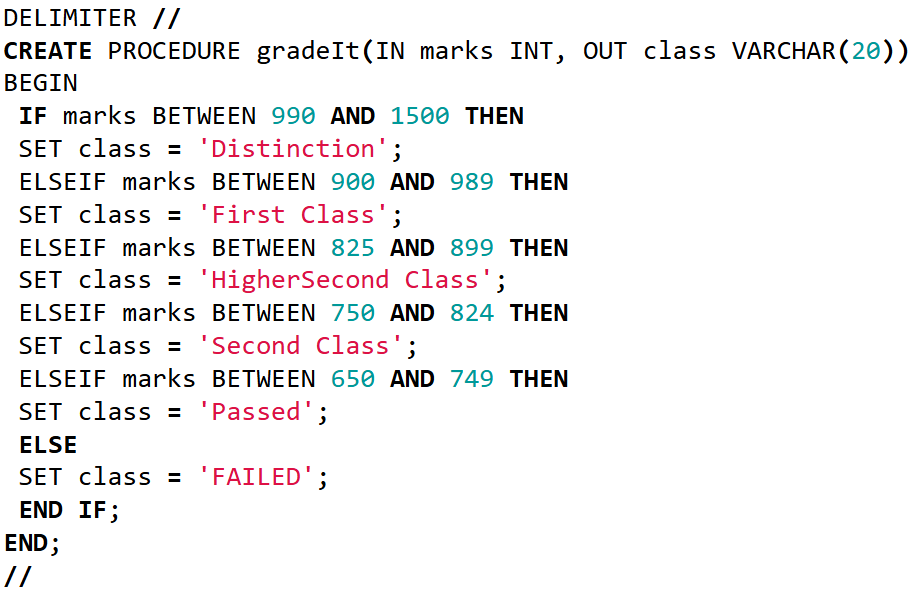 DELIMITER //
CREATE PROCEDURE gradeIt(IN marks INT, OUT class VARCHAR(20))
BEGIN
IF marks BETWEEN 990 AND 1500 THEN
SET class = 'Distinction';
ELSEIF marks BETWEEN 900 AND 989 THEN
SET class = 'First Class';
ELSEIF marks BETWEEN 825 AND 899 THEN
SET class = 'HigherSecond Class';
ELSEIF marks BETWEEN 750 AND 824 THEN
SET class = 'Second Class';
ELSEIF marks BETWEEN 650 AND 749 THEN
SET class = 'Passed';
ELSE
SET class = 'FAILED';
END IF;
END;
//